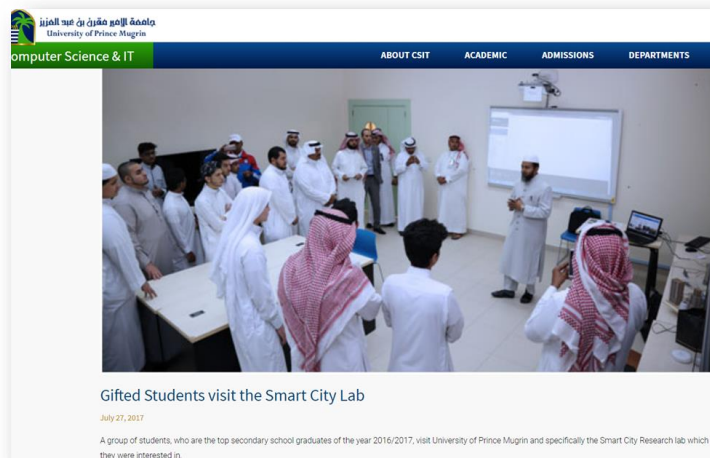 جامعة الأمير مقرن بن عبد العزيز
University of Prince Mugrin
omputer Science & IT
ABOUT CSIT ACADEMIC ADMISSIONS DEPARTMENTS
Gifted Students visit the Smart City Lab
July 27, 2017
A group of students, who are the top secondary school graduates of the year 2016/2017, visit University of Prince Mugrin and specifically the Smart City Research lab which
they were interested in.